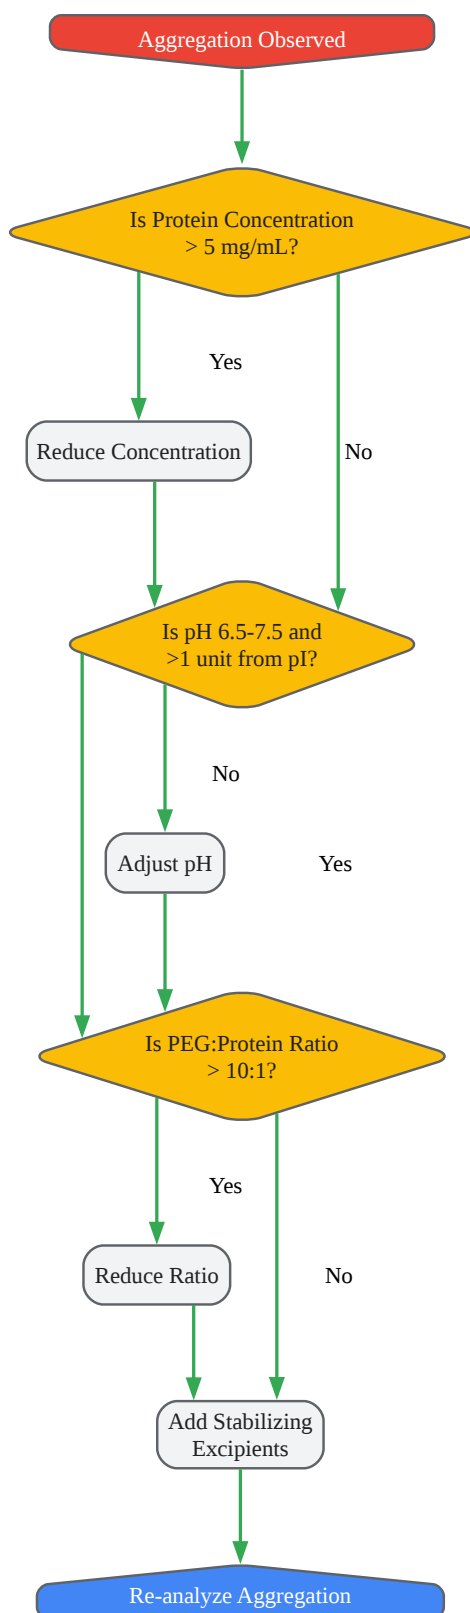 Aggregation Observed
Is Protein Concentration
> 5 mg/mL?
Yes
Reduce Concentration
No
Is pH 6.5-7.5 and
>1 unit from pI?
No
Adjust pH
Yes
Is PEG:Protein Ratio
> 10:1?
Yes
Reduce Ratio
No
Add Stabilizing
Excipients
Re-analyze Aggregation